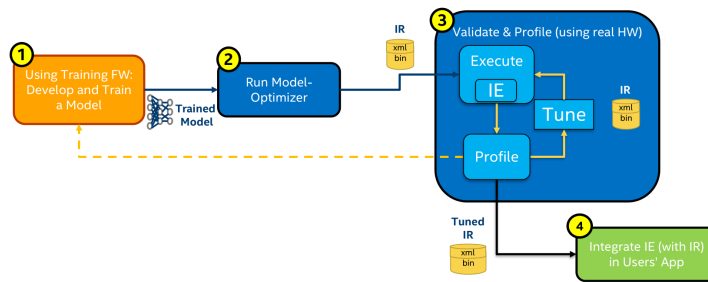 1
Using Training FW:
Develop and Train
a Model
Trained
Model
2
Run Model-
Optimizer
IR
xml
bin
3
Validate & Profile (using real HW)
Execute
IE
Tune
Profile
IR
xml
bin
Tuned
IR
xml
bin
4
Integrate IE (with IR)
in Users' App